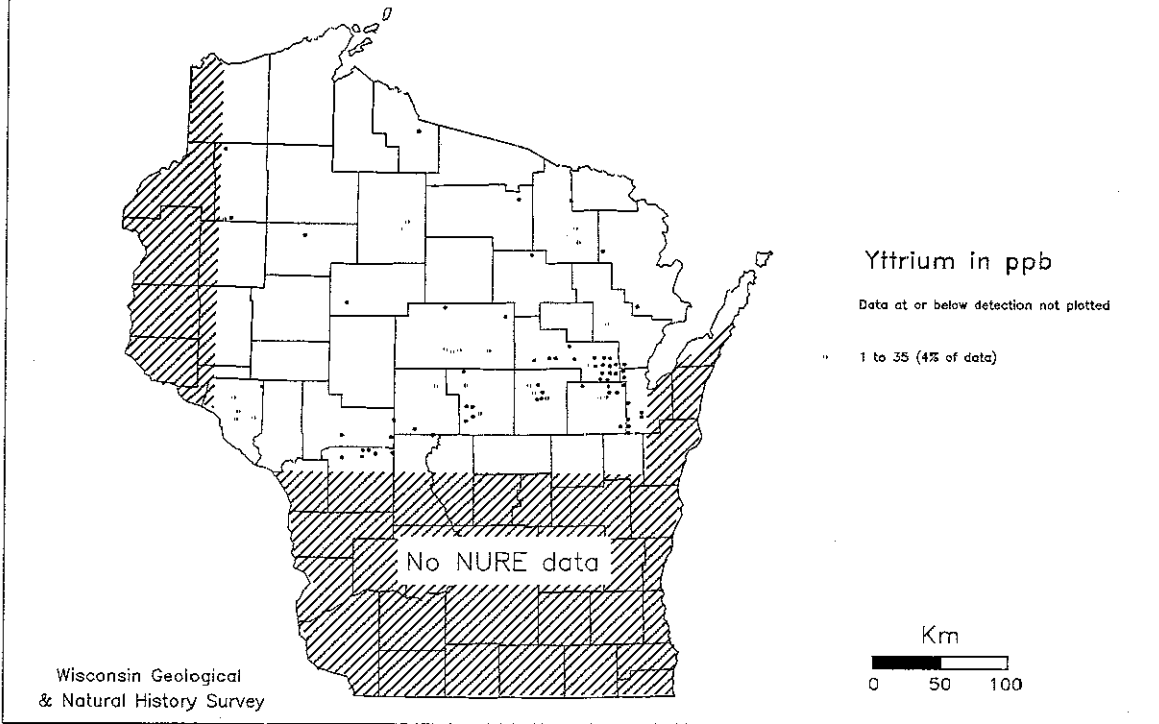 Yttrium in ppb
Data at or below detection not plotted
1 to 35 (4% of data)
No NURE data
Km
0 50 100
Wisconsin Geological
& Natural History Survey